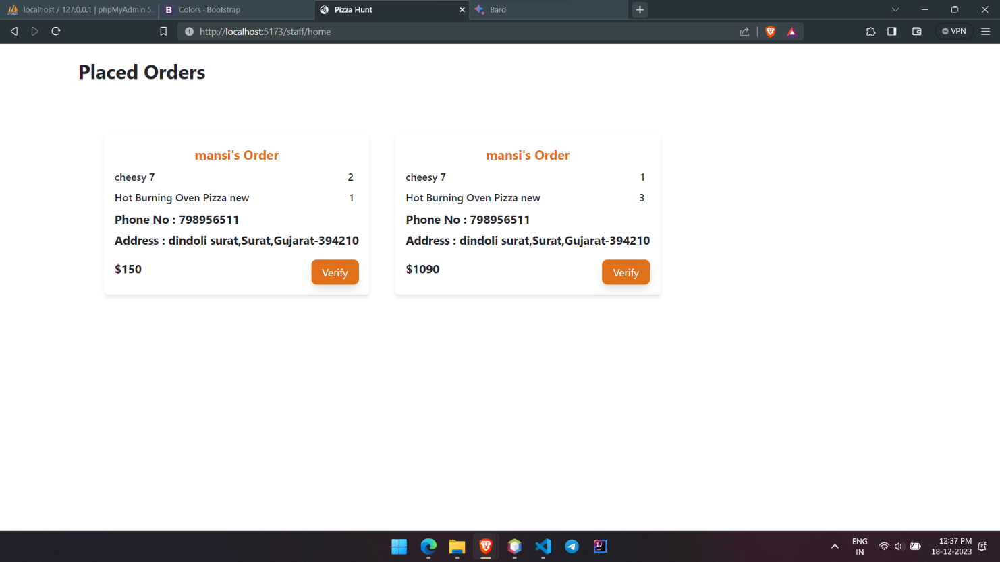 localhost / 127.0.0.1 | phpMyAdmin 5.
B Colors · Bootstrap
Pizza Hunt
Bard
http://localhost:5173/staff/home
VPN
Placed Orders
mansi's Order
cheesy 7 2
Hot Burning Oven Pizza new 1
Phone No : 798956511
Address : dindoli surat,Surat,Gujarat-394210
$150 Verify
mansi's Order
cheesy 7 1
Hot Burning Oven Pizza new 3
Phone No : 798956511
Address : dindoli surat,Surat,Gujarat-394210
$1090 Verify
IJ
ENG
IN
12:37 PM
18-12-2023